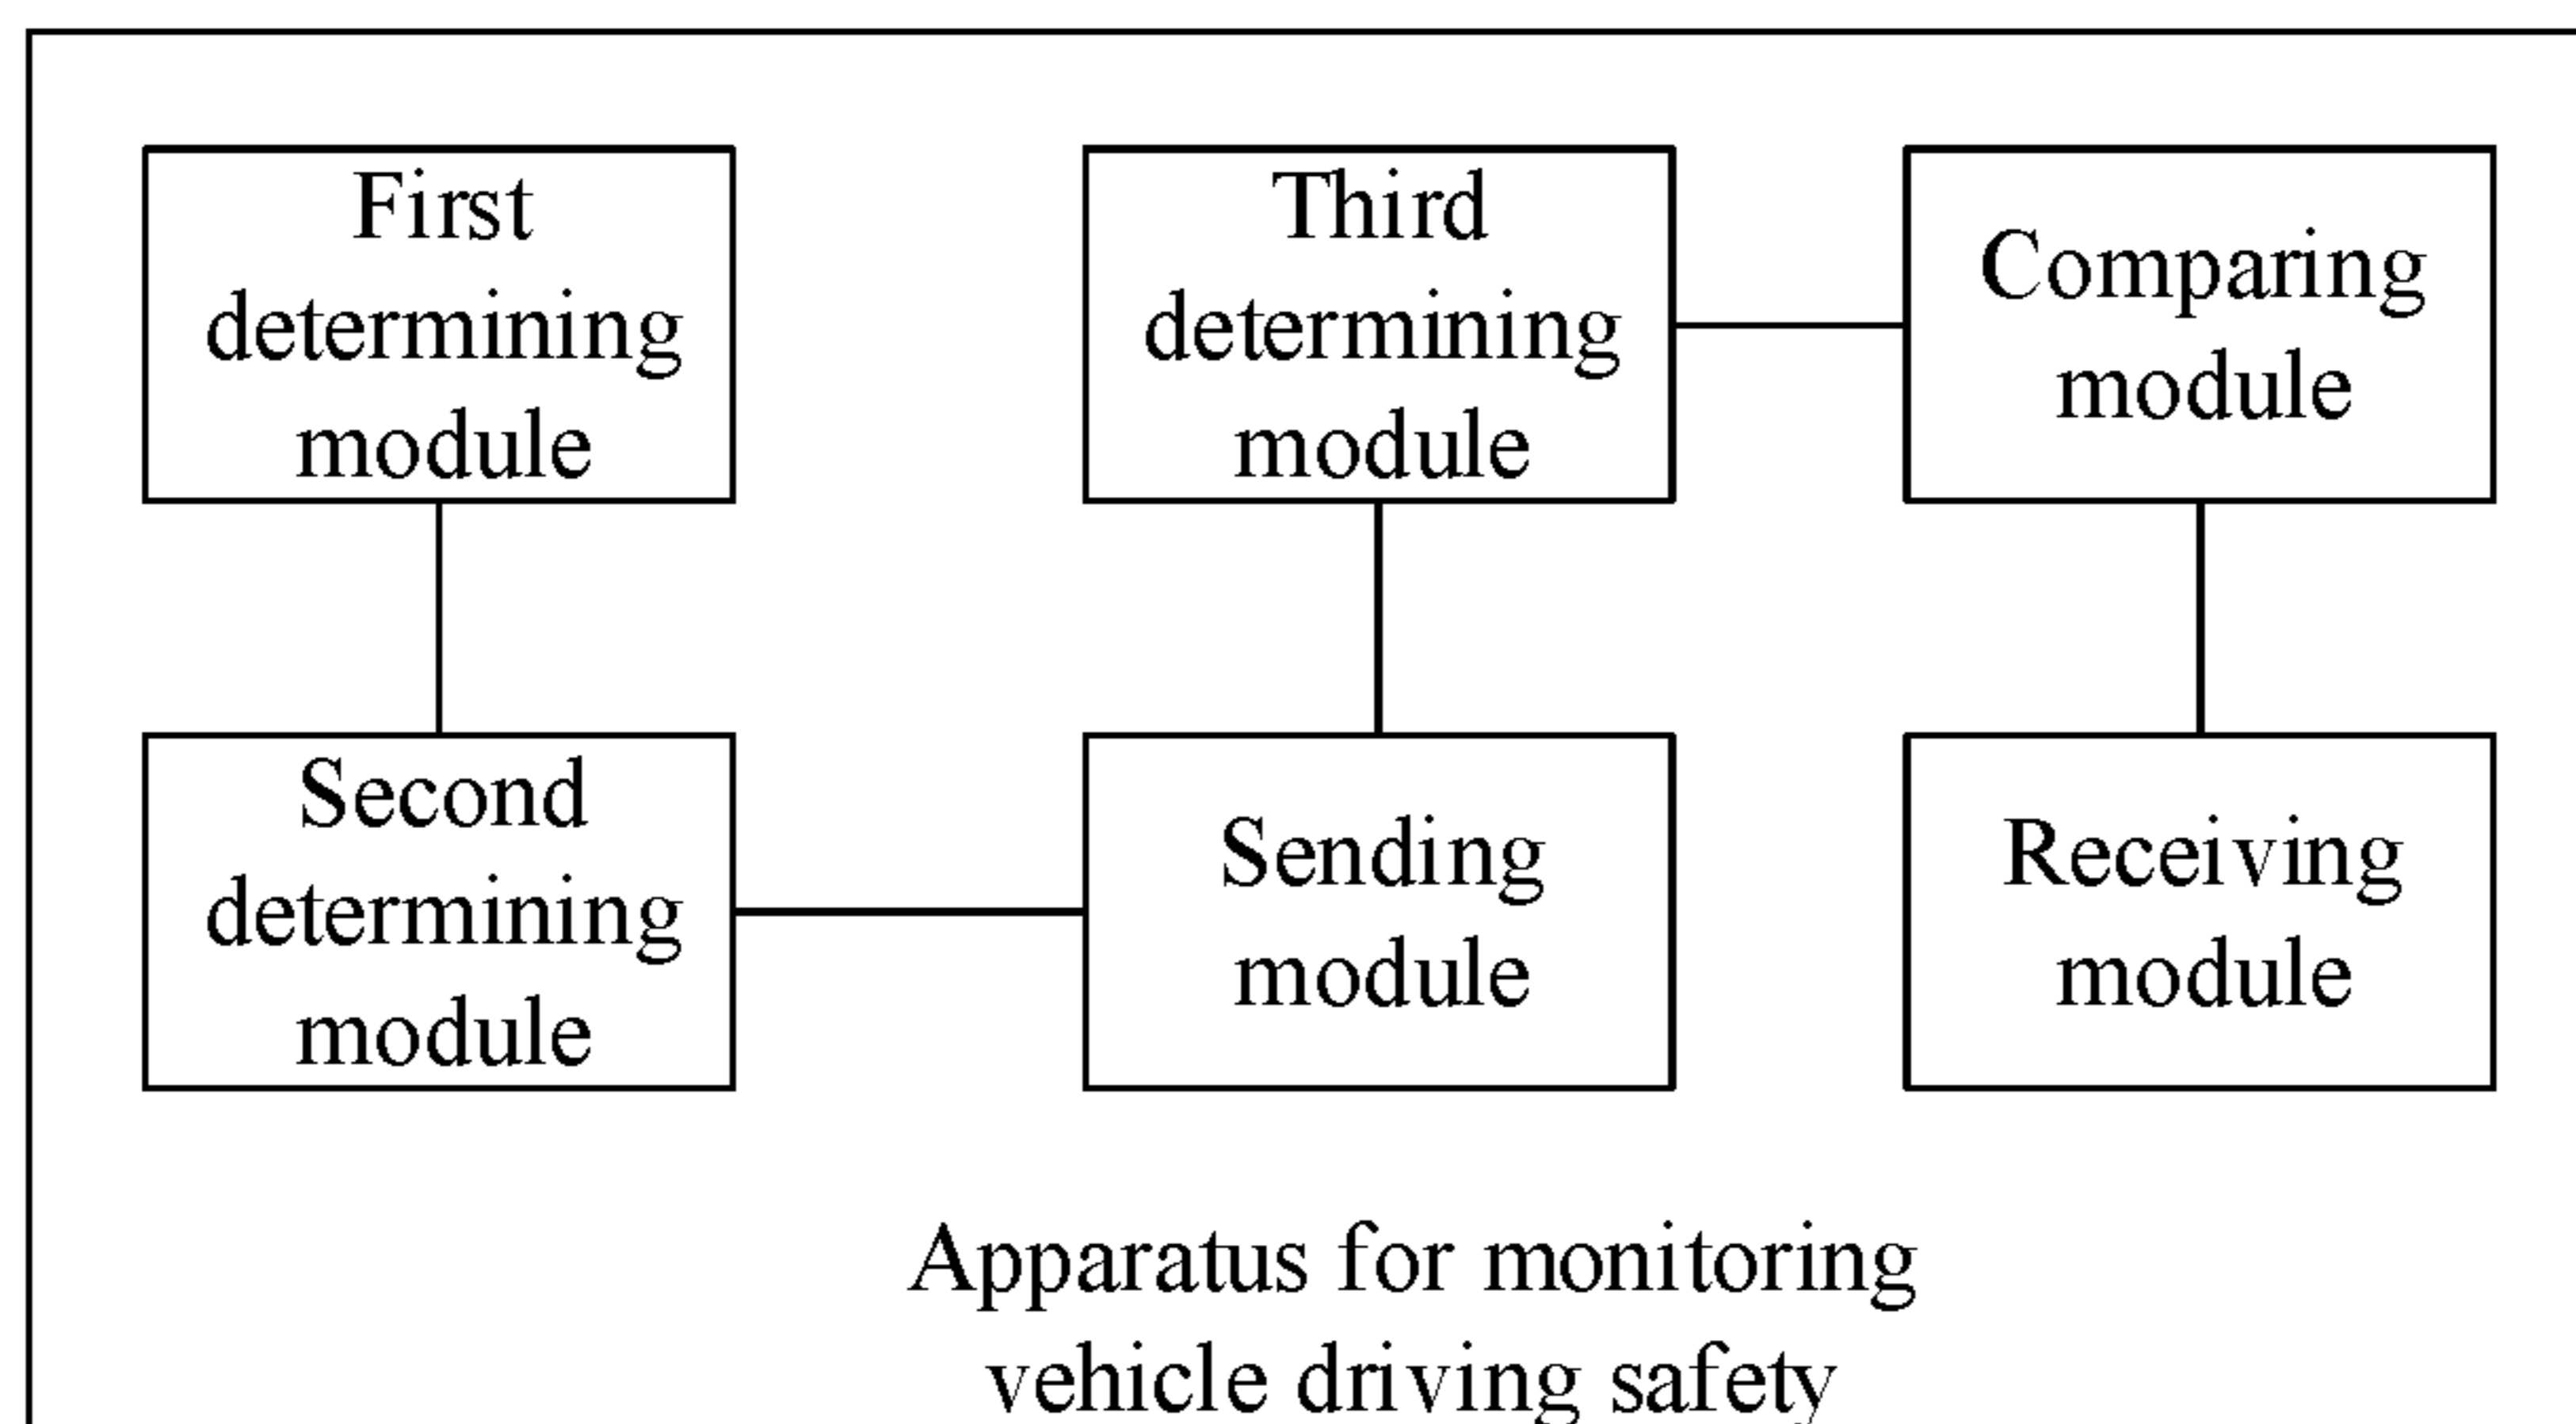 First
determining
module
Third
determining
module
Comparing
module
Second
determining
module
Sending
module
Receiving
module
Apparatus for monitoring
vehicle driving safety